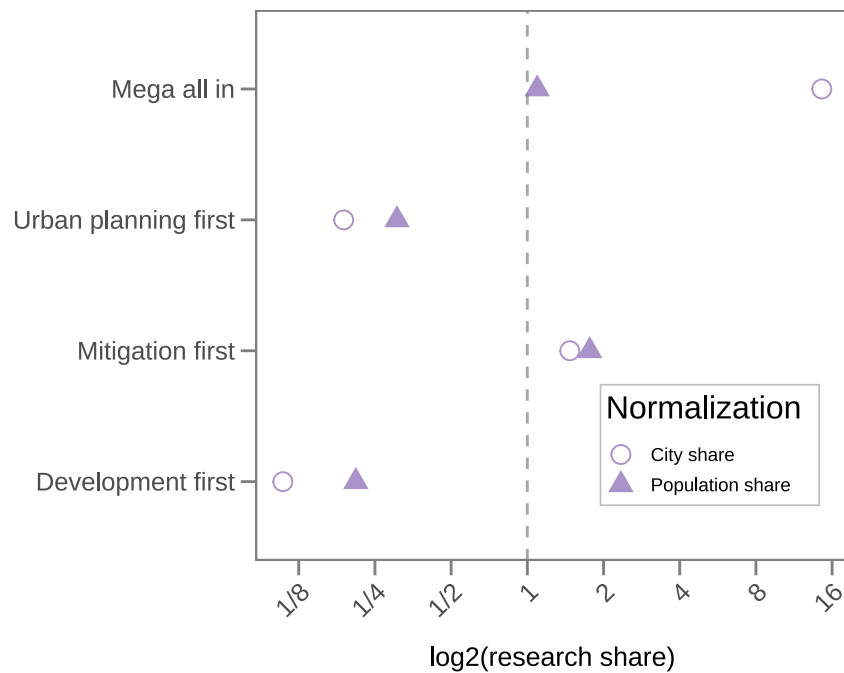 Mega all in
Urban planning first
Mitigation first
Development first
Normalization
City share
Population share
1/8 1/4 1/2 1 2 4 8 16
log2(research share)